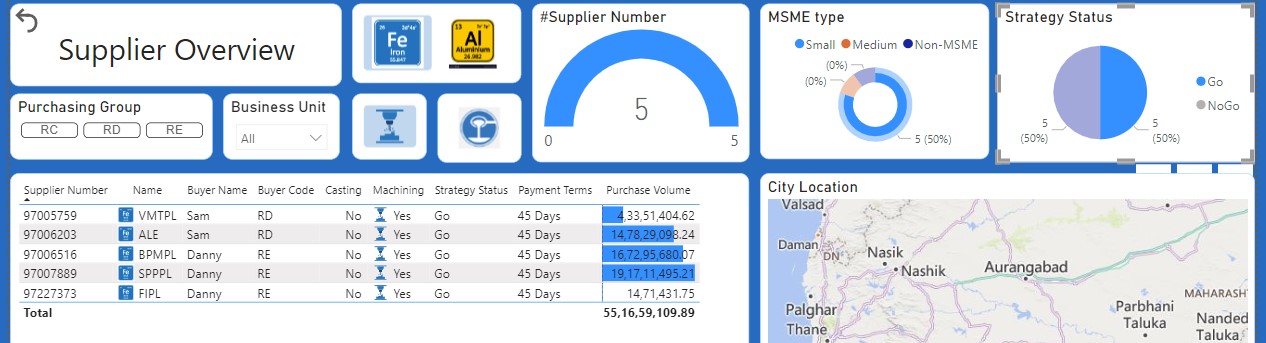 Supplier Overview
26 3d⁶4s²
Fe
Iron
55.847
13
Al
Aluminium
26.982
#Supplier Number
5
0
5
MSME type
Small Medium Non-MSME
(0%)
(0%)
5 (50%)
Strategy Status
Go
NoGo
5
(50%)
5
(50%)
Purchasing Group
RC RD RE
Business Unit
All
Supplier Number Name Buyer Name Buyer Code Casting Machining Strategy Status Payment Terms Purchase Volume
97005759 Fe VMTPL Sam RD No Yes Go 45 Days 4,33,51,404.62
97006203 Fe ALE Sam RD No Yes Go 45 Days 14,78,29,098.24
97006516 Fe BPMPL Danny RE No Yes Go 45 Days 16,72,95,680.07
97007889 Fe SPPPL Danny RE No Yes Go 45 Days 19,17,11,495.21
97227373 Fe FIPL Danny RE No Yes Go 45 Days 14,71,431.75
Total 55,16,59,109.89
City Location
Valsad
Daman
DN
Nasik
Nashik
Aurangabad
Palghar
Thane
Parbhani
Taluka
MAHARASH
Nanded
Taluka